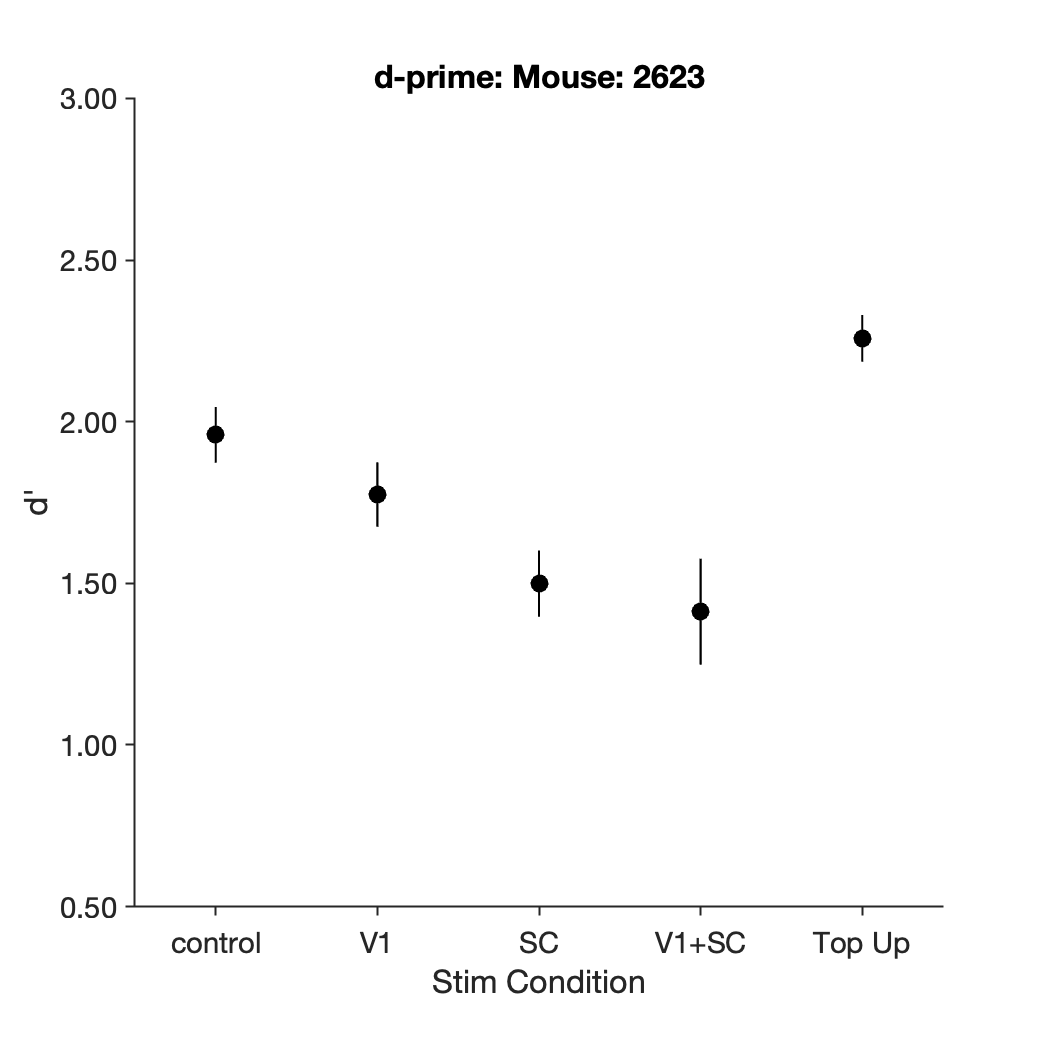 d-prime: Mouse: 2623
3.00
2.50
2.00
1.50
1.00
0.50
d'
control V1 SC V1+SC Top Up
Stim Condition